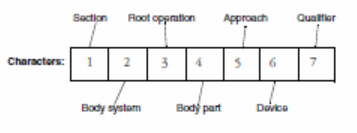 Section Root operation Approach Qualifier
Characters: 1 2 3 4 5 6 7
Body system Body part Device